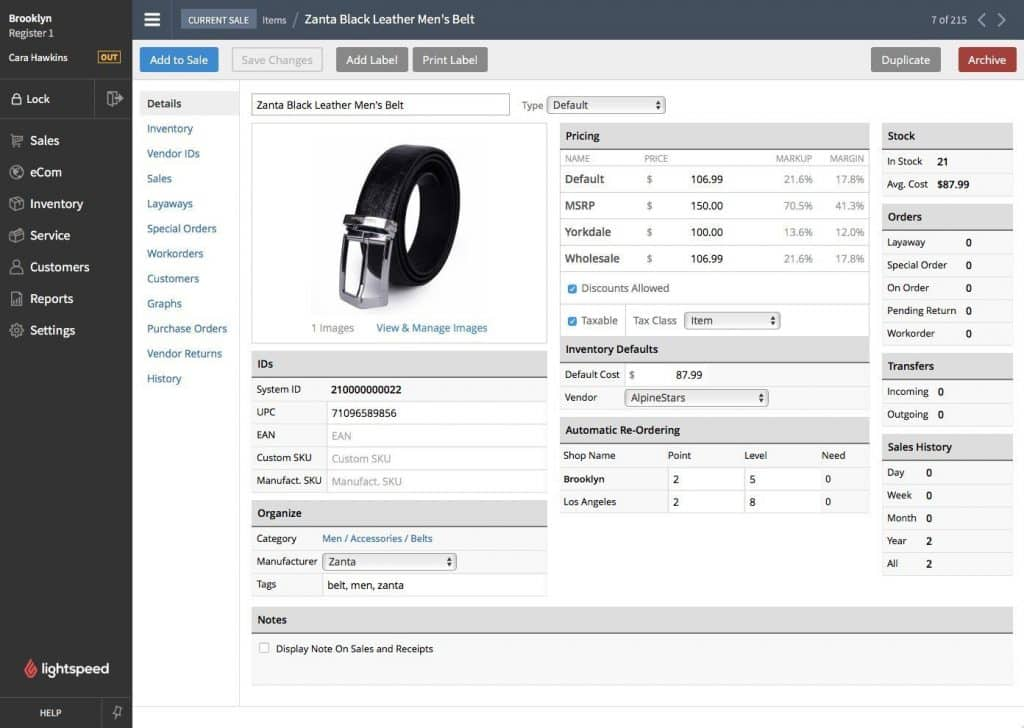 Brooklyn
Register 1
Cara Hawkins OUT
Lock
Sales
eCom
Inventory
Service
Customers
Reports
Settings
lightspeed
HELP
CURRENT SALE Items / Zanta Black Leather Men's Belt 7 of 215
Add to Sale Save Changes Add Label Print Label Duplicate Archive
Details
Inventory
Vendor IDs
Sales
Layaways
Special Orders
Workorders
Customers
Graphs
Purchase Orders
Vendor Returns
History
Zanta Black Leather Men's Belt Type Default
1 Images View & Manage Images
IDs
System ID 210000000022
UPC 71096589856
EAN EAN
Custom SKU Custom SKU
Manufact. SKU Manufact. SKU
Organize
Category Men / Accessories / Belts
Manufacturer Zanta
Tags belt, men, zanta
Pricing
NAME PRICE MARKUP MARGIN
Default $ 106.99 21.6% 17.8%
MSRP $ 150.00 70.5% 41.3%
Yorkdale $ 100.00 13.6% 12.0%
Wholesale $ 106.99 21.6% 17.8%
Discounts Allowed
Taxable Tax Class Item
Inventory Defaults
Default Cost $ 87.99
Vendor AlpineStars
Automatic Re-Ordering
Shop Name Point Level Need
Brooklyn 2 5 0
Los Angeles 2 8 0
Stock
In Stock 21
Avg. Cost $87.99
Orders
Layaway 0
Special Order 0
On Order 0
Pending Return 0
Workorder 0
Transfers
Incoming 0
Outgoing 0
Sales History
Day 0
Week 0
Month 0
Year 2
All 2
Notes
Display Note On Sales and Receipts